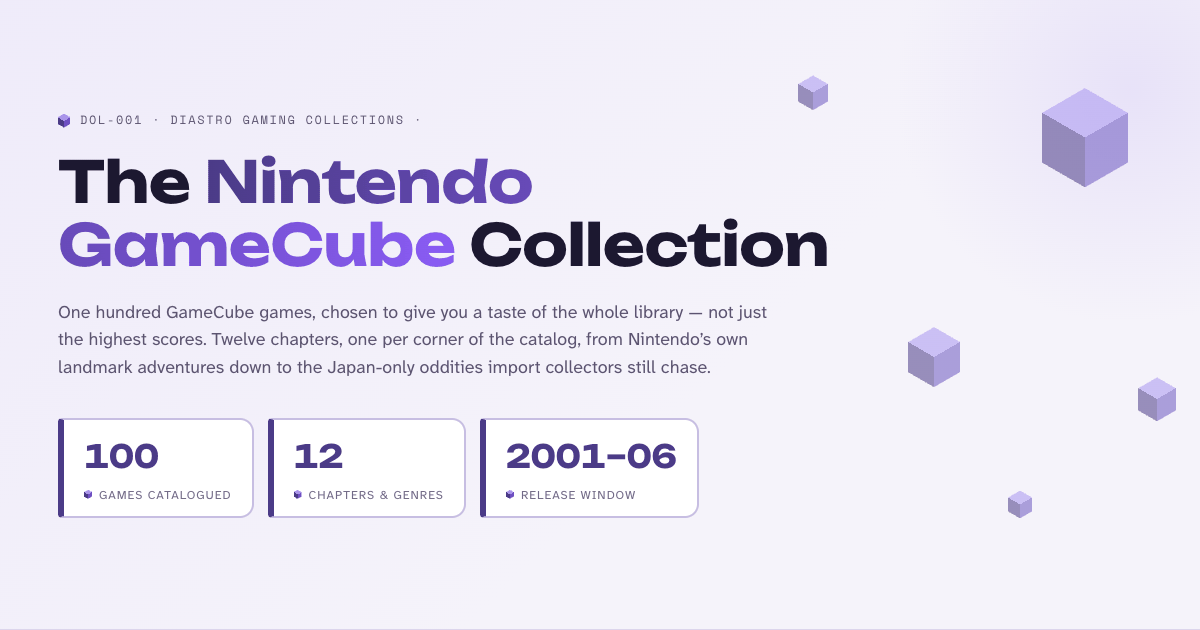 DOL-001 · DIASTRO GAMING COLLECTIONS ·
The Nintendo
GameCube Collection
One hundred GameCube games, chosen to give you a taste of the whole library — not just
the highest scores. Twelve chapters, one per corner of the catalog, from Nintendo’s own
landmark adventures down to the Japan-only oddities import collectors still chase.
100
GAMES CATALOGUED
12
CHAPTERS & GENRES
2001–06
RELEASE WINDOW